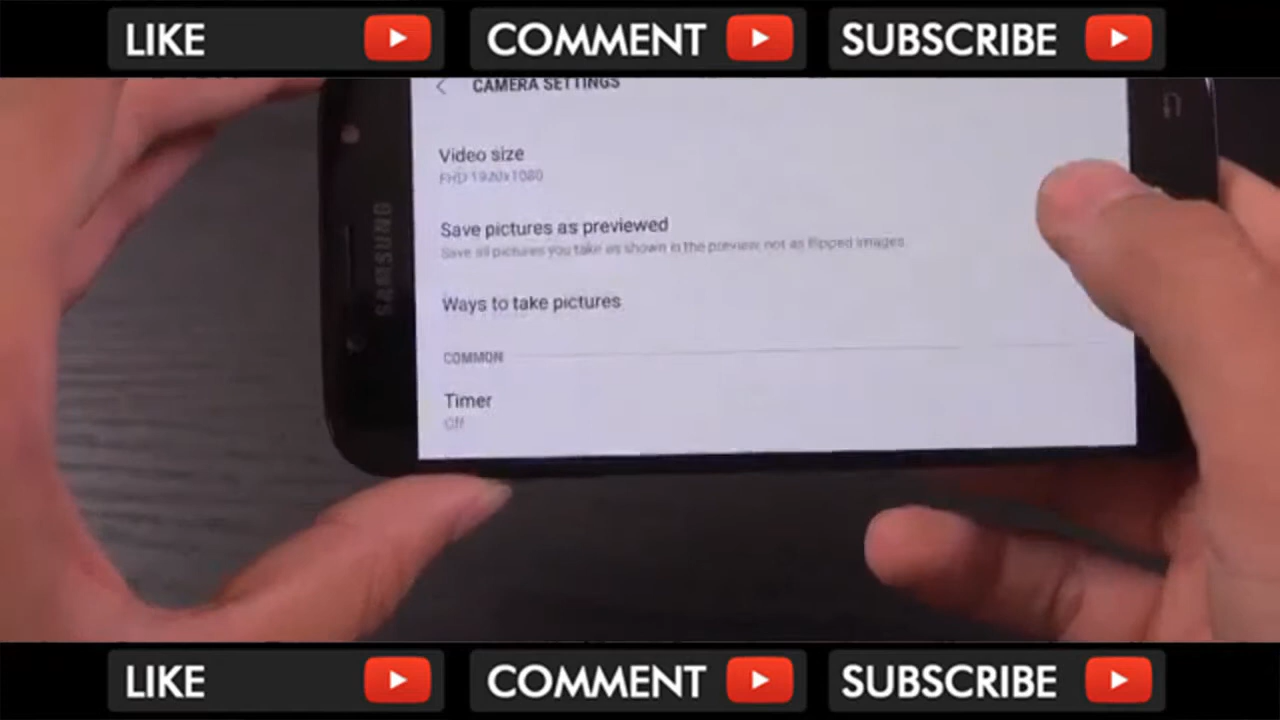 LIKE COMMENT SUBSCRIBE
CAMERA SETTINGS
Video size
FHD 1920x1080
Save pictures as previewed
Save all pictures you take as shown in the preview, not as flipped images.
Ways to take pictures
COMMON
Timer
Off
SAMSUNG
LIKE COMMENT SUBSCRIBE